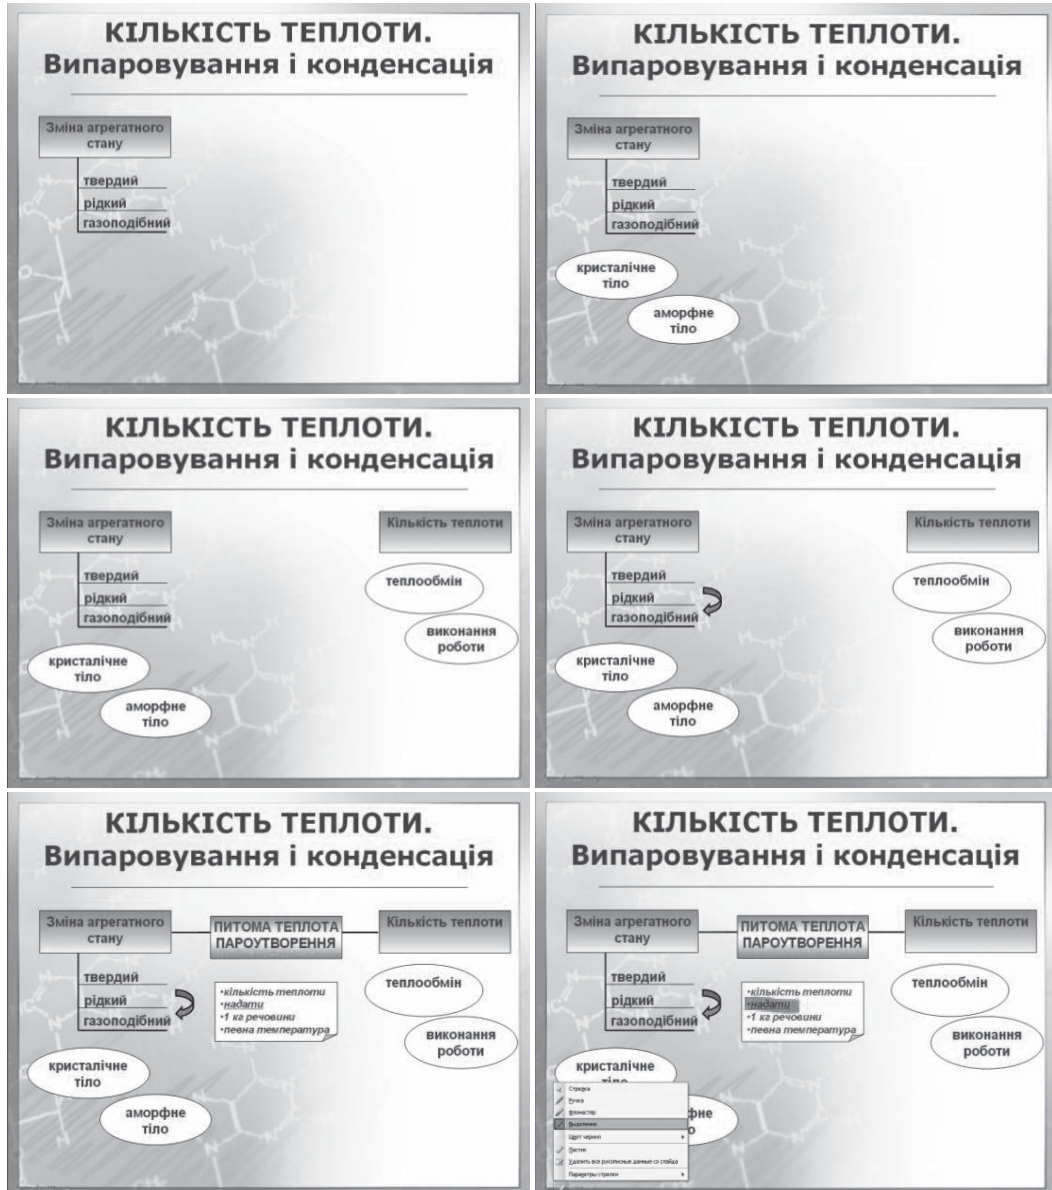 КІЛЬКІСТЬ ТЕПЛОТИ.
Випаровування і конденсація
Зміна агрегатного
стану
твердий
рідкий
газоподібний
КІЛЬКІСТЬ ТЕПЛОТИ.
Випаровування і конденсація
Зміна агрегатного
стану
твердий
рідкий
газоподібний
кристалічне
тіло
аморфне
тіло
КІЛЬКІСТЬ ТЕПЛОТИ.
Випаровування і конденсація
Зміна агрегатного
стану
твердий
рідкий
газоподібний
кристалічне
тіло
аморфне
тіло
Кількість теплоти
теплообмін
виконання
роботи
КІЛЬКІСТЬ ТЕПЛОТИ.
Випаровування і конденсація
Зміна агрегатного
стану
твердий
рідкий
газоподібний
кристалічне
тіло
аморфне
тіло
Кількість теплоти
теплообмін
виконання
роботи
КІЛЬКІСТЬ ТЕПЛОТИ.
Випаровування і конденсація
Зміна агрегатного
стану
твердий
рідкий
газоподібний
кристалічне
тіло
аморфне
тіло
ПИТОМА ТЕПЛОТА
ПАРОУТВОРЕННЯ
•кількість теплоти
•надати
•1 кг речовини
•певна температура
Кількість теплоти
теплообмін
виконання
роботи
КІЛЬКІСТЬ ТЕПЛОТИ.
Випаровування і конденсація
Зміна агрегатного
стану
твердий
рідкий
газоподібний
кристалічне
тіло
фне
о
ПИТОМА ТЕПЛОТА
ПАРОУТВОРЕННЯ
•кількість теплоти
•надати
•1 кг речовини
•певна температура
Кількість теплоти
теплообмін
виконання
роботи
Стрелка
Ручка
Фломастер
Выделение
Цвет чернил
Ластик
Удалить все рукописные данные со слайда
Параметры стрелки